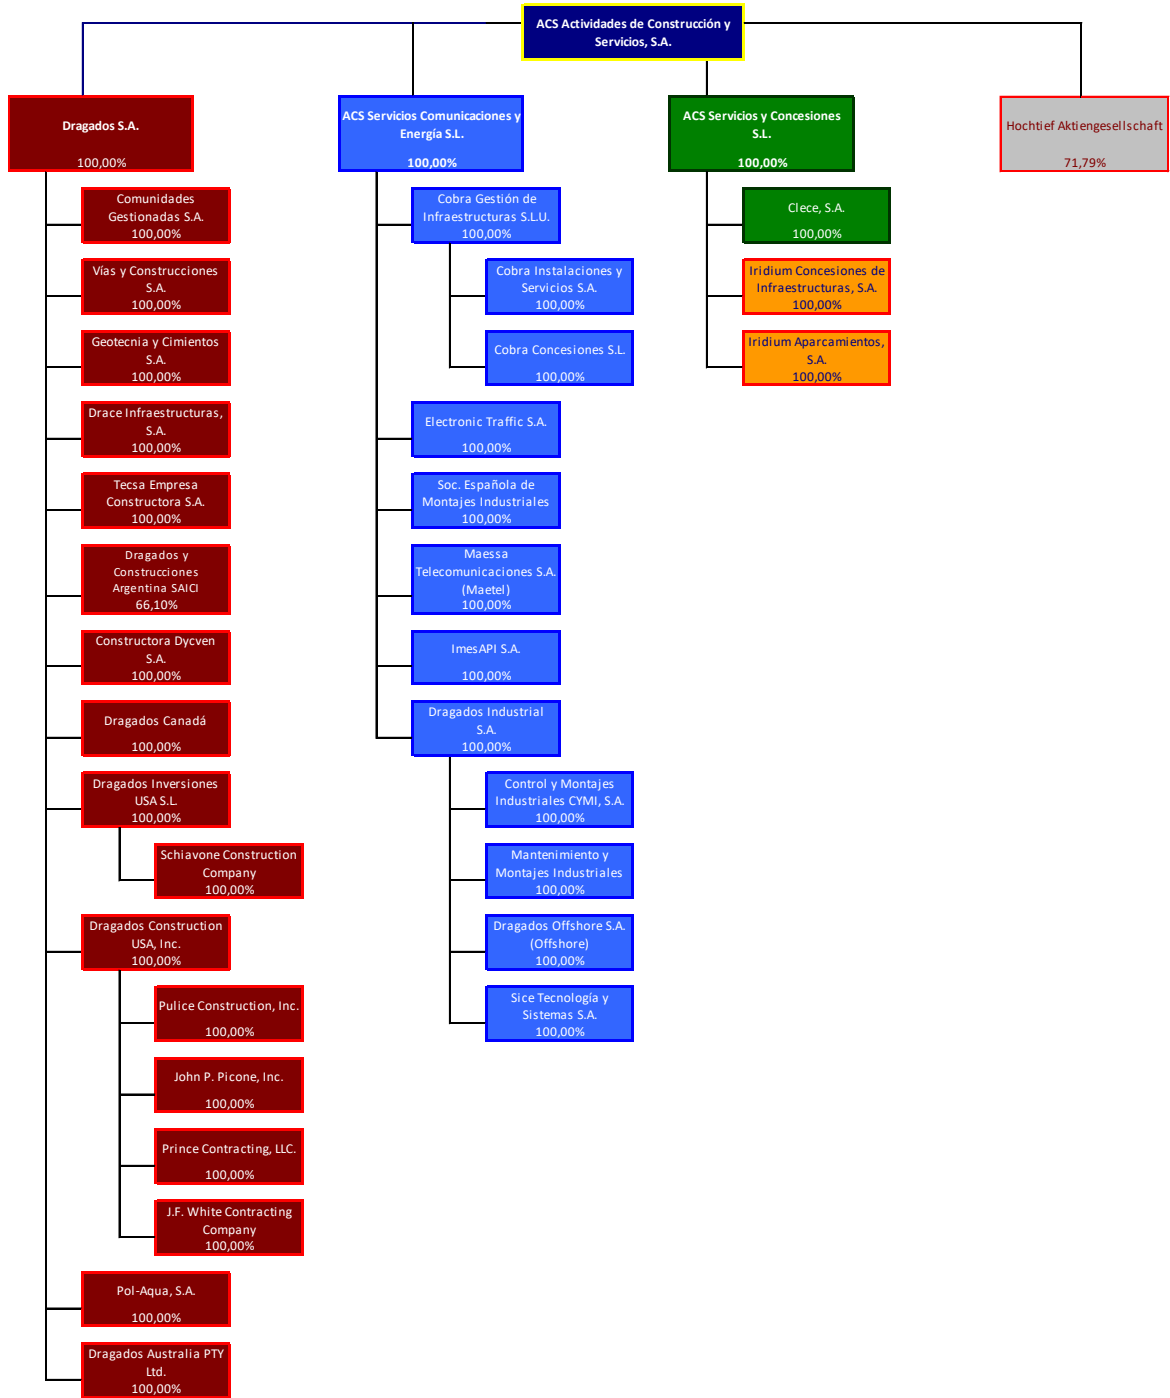 ACS Actividades de Construcción y
Servicios, S.A.
Dragados S.A.
100,00%
ACS Servicios Comunicaciones y
Energía S.L.
100,00%
ACS Servicios y Concesiones
S.L.
100,00%
Hochtief Aktiengesellschaft
71,79%
Comunidades
Gestionadas S.A.
100,00%
Vías y Construcciones
S.A.
100,00%
Geotecnia y Cimientos
S.A.
100,00%
Drace Infraestructuras,
S.A.
100,00%
Tecsa Empresa
Constructora S.A.
100,00%
Dragados y
Construcciones
Argentina SAICI
66,10%
Constructora Dycven
S.A.
100,00%
Dragados Canadá
100,00%
Dragados Inversiones
USA S.L.
100,00%
Schiavone Construction
Company
100,00%
Dragados Construction
USA, Inc.
100,00%
Pulice Construction, Inc.
100,00%
John P. Picone, Inc.
100,00%
Prince Contracting, LLC.
100,00%
J.F. White Contracting
Company
100,00%
Pol-Aqua, S.A.
100,00%
Dragados Australia PTY
Ltd.
100,00%
Cobra Gestión de
Infraestructuras S.L.U.
100,00%
Cobra Instalaciones y
Servicios S.A.
100,00%
Cobra Concesiones S.L.
100,00%
Electronic Traffic S.A.
100,00%
Soc. Española de
Montajes Industriales
100,00%
Maessa
Telecomunicaciones S.A.
(Maetel)
100,00%
ImesAPI S.A.
100,00%
Dragados Industrial
S.A.
100,00%
Control y Montajes
Industriales CYMI, S.A.
100,00%
Mantenimiento y
Montajes Industriales
100,00%
Dragados Offshore S.A.
(Offshore)
100,00%
Sice Tecnología y
Sistemas S.A.
100,00%
Clece, S.A.
100,00%
Iridium Concesiones de
Infraestructuras, S.A.
100,00%
Iridium Aparcamientos,
S.A.
100,00%